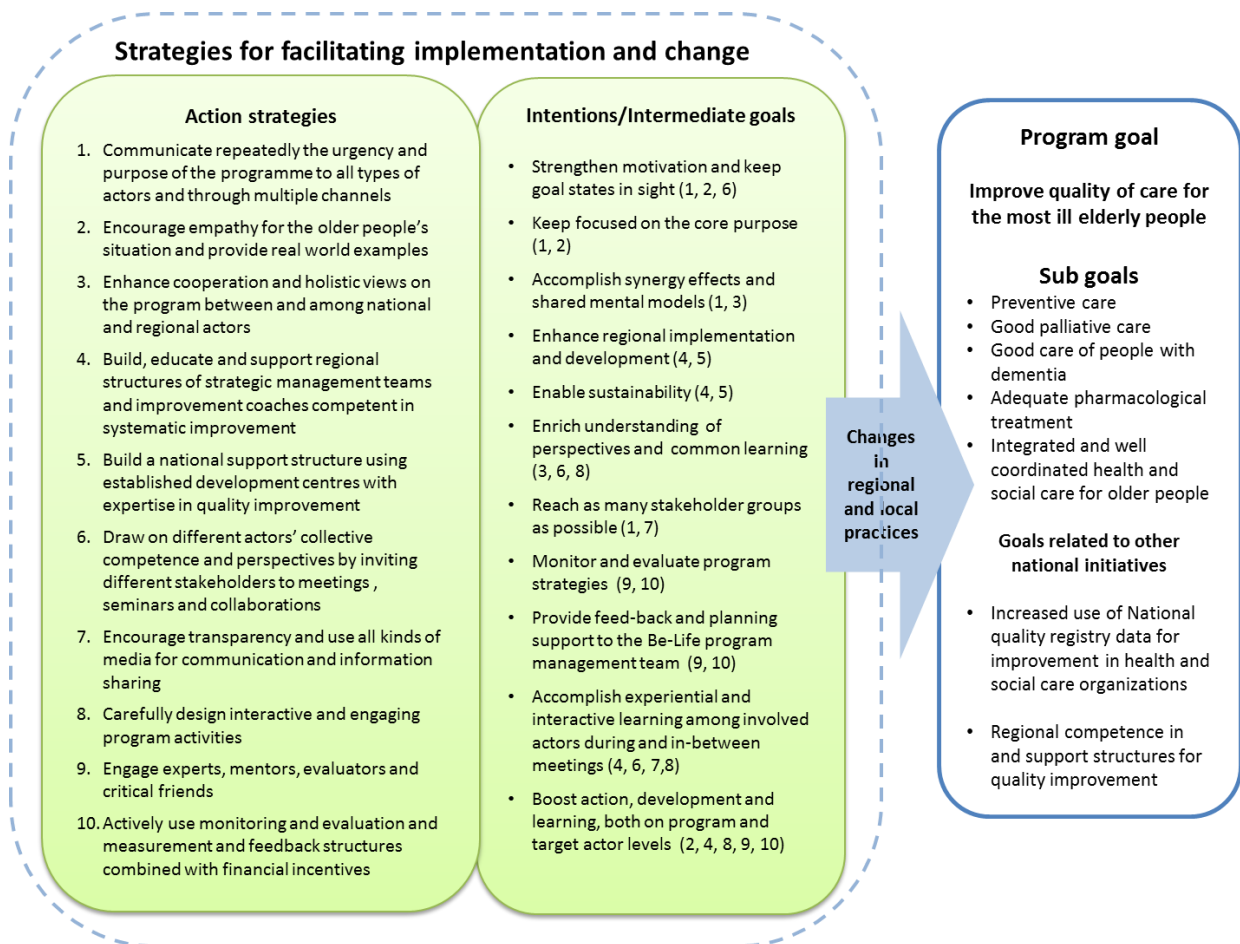 Strategies for facilitating implementation and change
Action strategies
1. Communicate repeatedly the urgency and
purpose of the programme to all types of
actors and through multiple channels
2. Encourage empathy for the older people's
situation and provide real world examples
3. Enhance cooperation and holistic views on
the program between and among national
and regional actors
4. Build, educate and support regional
structures of strategic management teams
and improvement coaches competent in
systematic improvement
5. Build a national support structure using
established development centres with
expertise in quality improvement
6. Draw on different actors' collective
competence and perspectives by inviting
different stakeholders to meetings ,
seminars and collaborations
7. Encourage transparency and use all kinds of
media for communication and information
sharing
8. Carefully design interactive and engaging
program activities
9. Engage experts, mentors, evaluators and
critical friends
10. Actively use monitoring and evaluation and
measurement and feedback structures
combined with financial incentives
Intentions/Intermediate goals
• Strengthen motivation and keep
goal states in sight (1, 2, 6)
• Keep focused on the core purpose
(1, 2)
• Accomplish synergy effects and
shared mental models (1, 3)
• Enhance regional implementation
and development (4, 5)
• Enable sustainability (4, 5)
• Enrich understanding of
perspectives and common learning
(3, 6, 8)
• Reach as many stakeholder groups
as possible (1, 7)
• Monitor and evaluate program
strategies (9, 10)
• Provide feed-back and planning
support to the Be-Life program
management team (9, 10)
• Accomplish experiential and
interactive learning among involved
actors during and in-between
meetings (4, 6, 7,8)
• Boost action, development and
learning, both on program and
target actor levels (2, 4, 8, 9, 10)
Changes
in
regional
and local
practices
Program goal
Improve quality of care for
the most ill elderly people
Sub goals
• Preventive care
• Good palliative care
• Good care of people with
dementia
• Adequate pharmacological
treatment
• Integrated and well
coordinated health and
social care for older people
Goals related to other
national initiatives
• Increased use of National
quality registry data for
improvement in health and
social care organizations
• Regional competence in
and support structures for
quality improvement